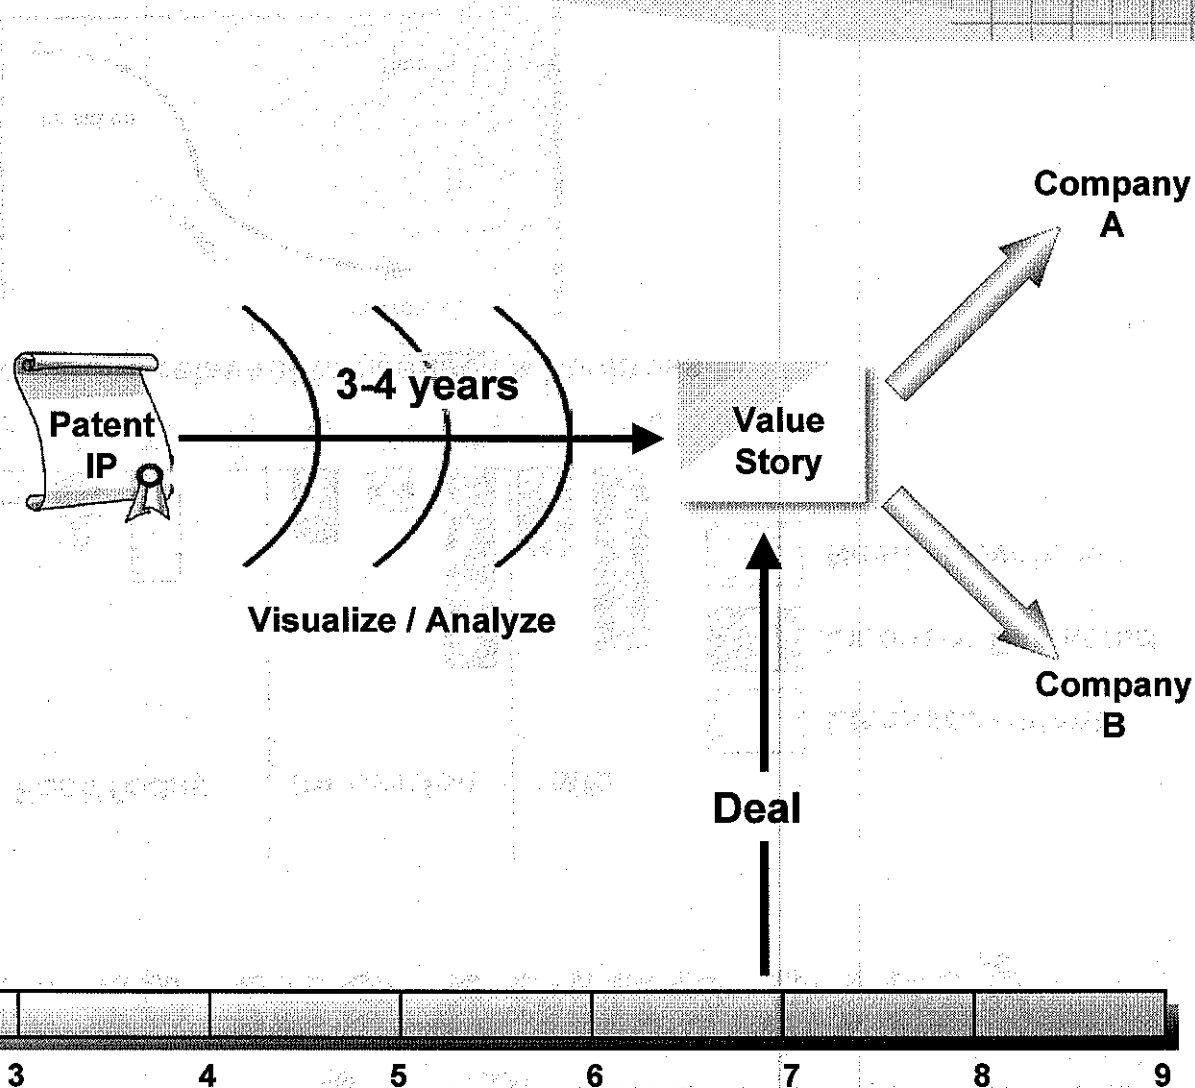 Company
A
3-4 years
Patent
IP
Value
Story
Visualize / Analyze
Company
B
Deal
3 4 5 6 7 8 9